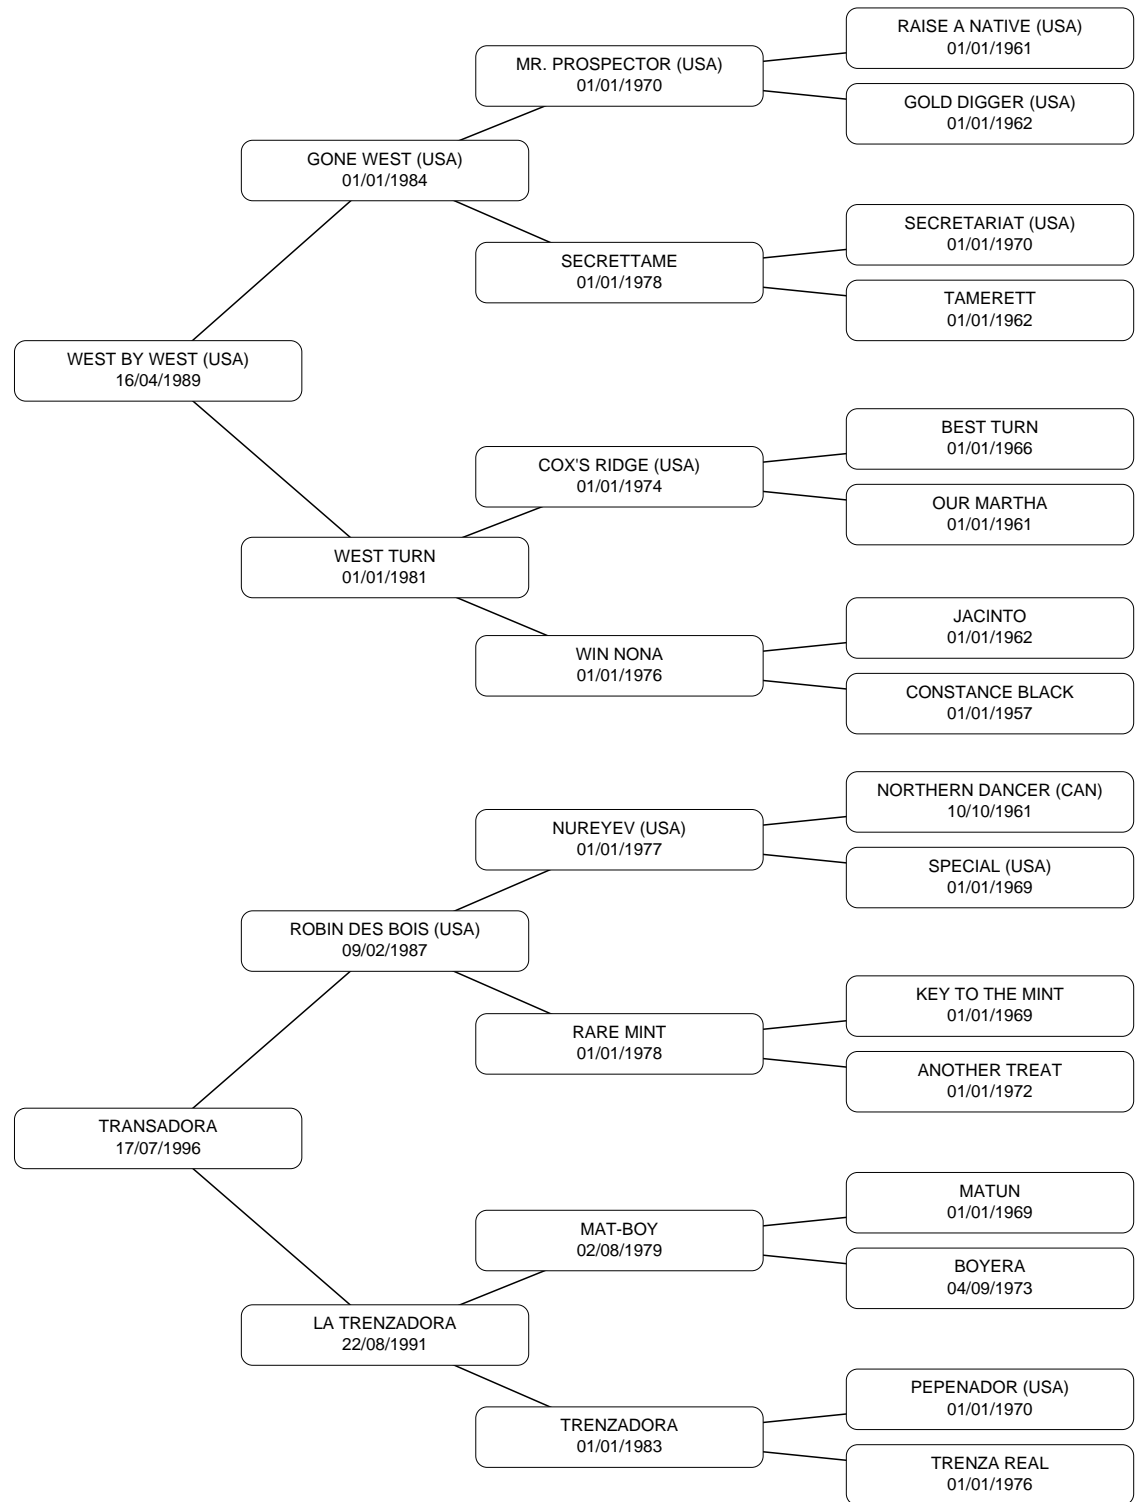 RAISE A NATIVE (USA)
01/01/1961
MR. PROSPECTOR (USA)
01/01/1970
GOLD DIGGER (USA)
01/01/1962
GONE WEST (USA)
01/01/1984
SECRETARIAT (USA)
01/01/1970
SECRETTAME
01/01/1978
TAMERETT
01/01/1962
WEST BY WEST (USA)
16/04/1989
BEST TURN
01/01/1966
COX'S RIDGE (USA)
01/01/1974
OUR MARTHA
01/01/1961
WEST TURN
01/01/1981
JACINTO
01/01/1962
WIN NONA
01/01/1976
CONSTANCE BLACK
01/01/1957
NORTHERN DANCER (CAN)
10/10/1961
NUREYEV (USA)
01/01/1977
SPECIAL (USA)
01/01/1969
ROBIN DES BOIS (USA)
09/02/1987
KEY TO THE MINT
01/01/1969
RARE MINT
01/01/1978
ANOTHER TREAT
01/01/1972
TRANSADORA
17/07/1996
MATUN
01/01/1969
MAT-BOY
02/08/1979
BOYERA
04/09/1973
LA TRENZADORA
22/08/1991
PEPENADOR (USA)
01/01/1970
TRENZADORA
01/01/1983
TRENZA REAL
01/01/1976